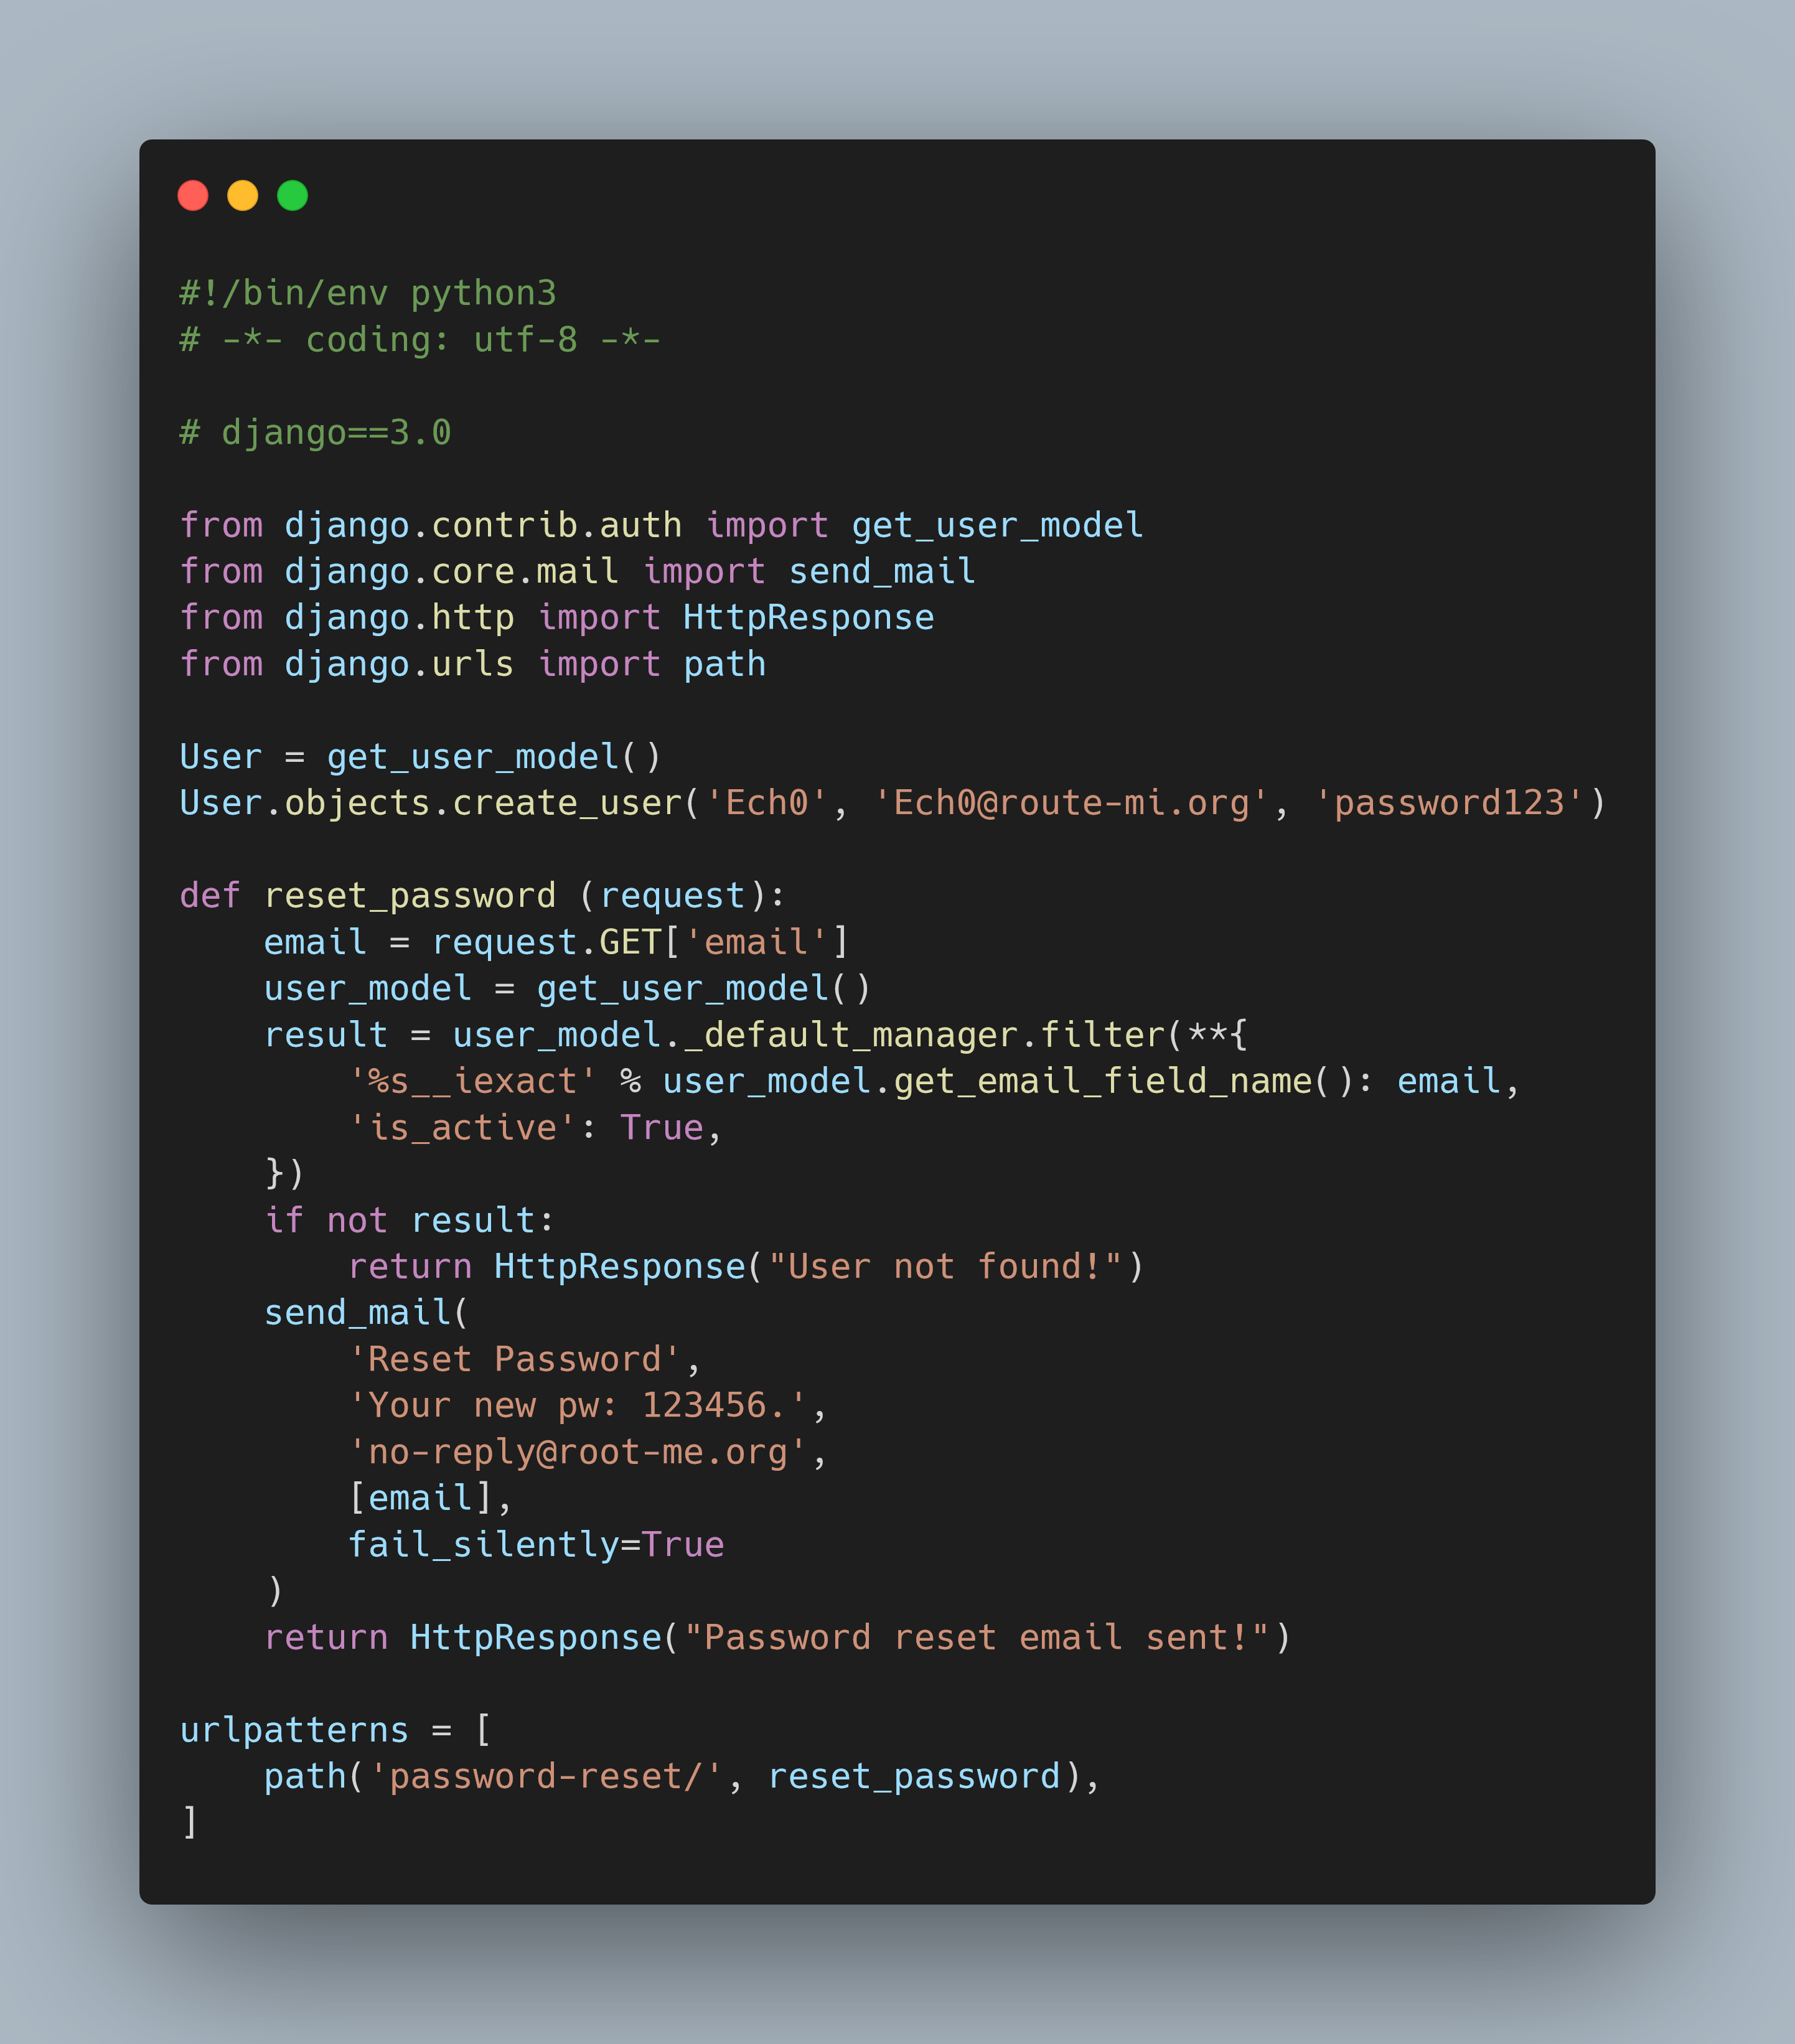 #!/bin/env python3
# -*- coding: utf-8 -*-

# django==3.0

from django.contrib.auth import get_user_model
from django.core.mail import send_mail
from django.http import HttpResponse
from django.urls import path

User = get_user_model()
User.objects.create_user('Ech0', 'Ech0@route-mi.org', 'password123')

def reset_password (request):
    email = request.GET['email']
    user_model = get_user_model()
    result = user_model._default_manager.filter(**{
        '%s__iexact' % user_model.get_email_field_name(): email,
        'is_active': True,
    })
    if not result:
        return HttpResponse("User not found!")
    send_mail(
        'Reset Password',
        'Your new pw: 123456.',
        'no-reply@root-me.org',
        [email],
        fail_silently=True
    )
    return HttpResponse("Password reset email sent!")

urlpatterns = [
    path('password-reset/', reset_password),
]